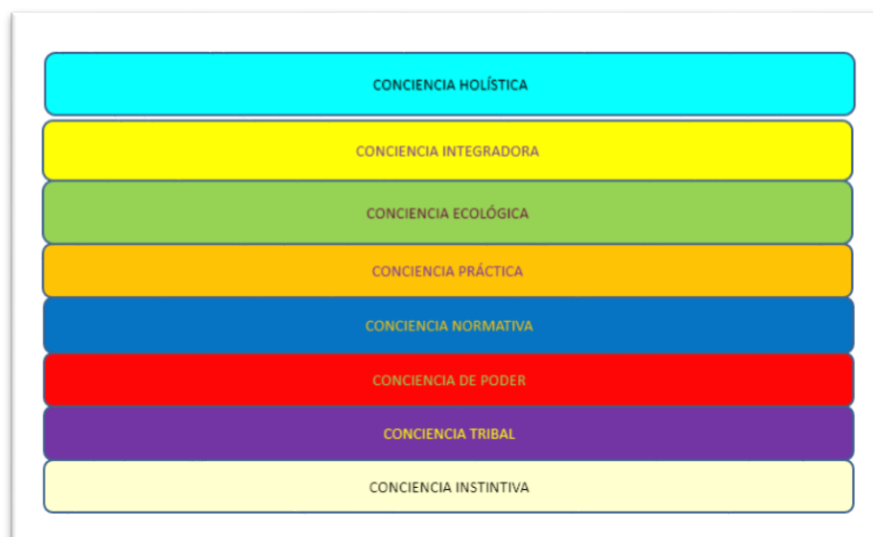 CONCIENCIA HOLÍSTICA
CONCIENCIA INTEGRADORA
CONCIENCIA ECOLÓGICA
CONCIENCIA PRÁCTICA
CONCIENCIA NORMATIVA
CONCIENCIA DE PODER
CONCIENCIA TRIBAL
CONCIENCIA INSTINTIVA